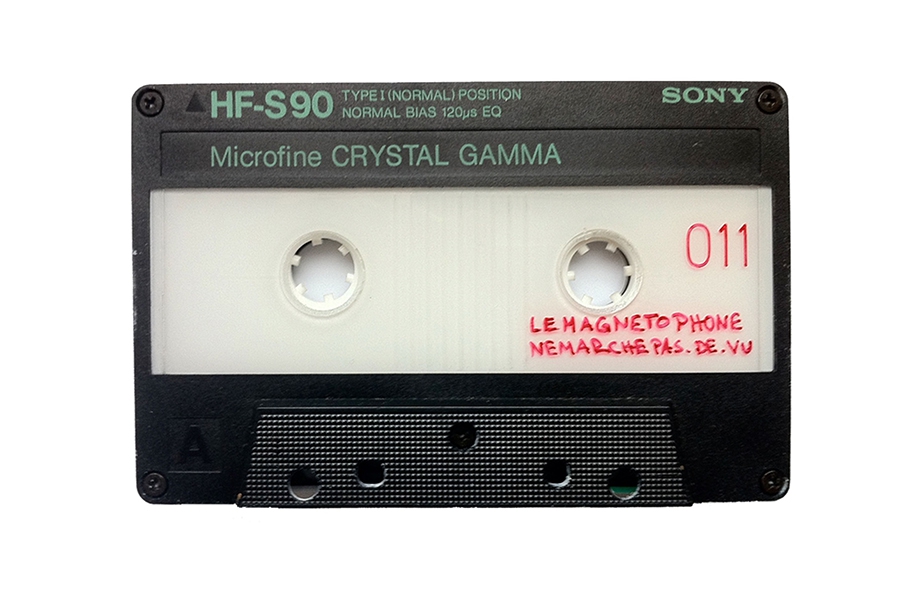 HF-S90 TYPE I (NORMAL) POSITION
NORMAL BIAS 120µs EQ
SONY
Microfine CRYSTAL GAMMA
011
LEMAGNETOPHONE
NEMARCHEPAS.DE.VU
A